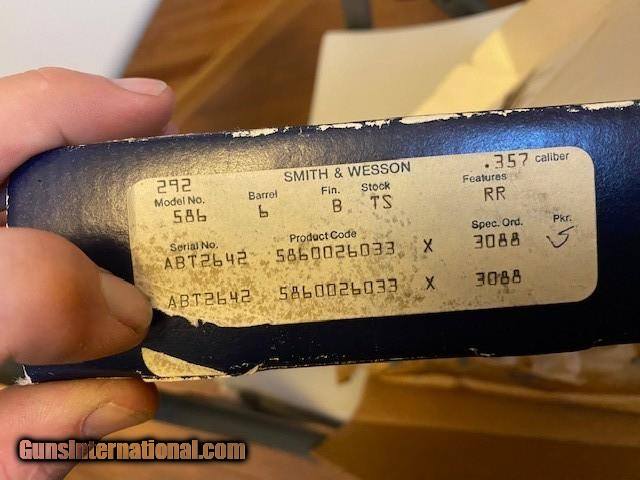 292 SMITH & WESSON .357 caliber
Model No. Barrel Fin. Stock Features
586 6 B TS RR
Serial No. Product Code Spec. Ord. Pkr.
ABT2642 5860026033 X 3088
ABT2642 5860026033 X 3088
GunsInternational.com